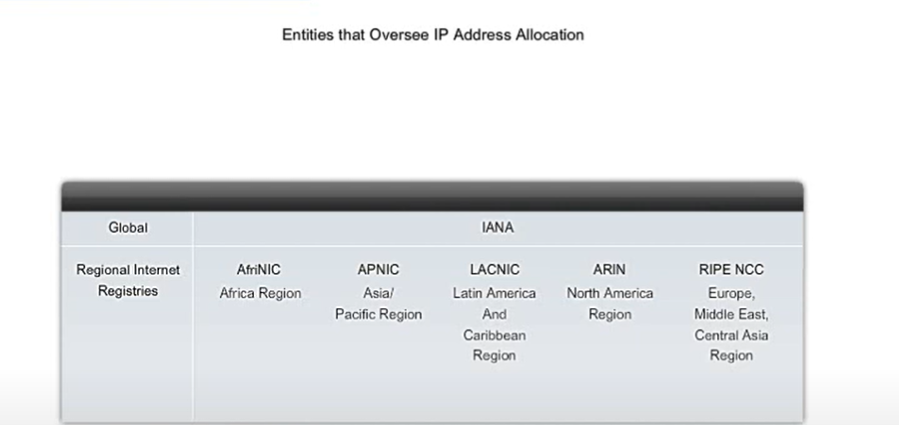 Entities that Oversee IP Address Allocation
Global
IANA
Regional Internet
Registries
AfriNIC
Africa Region
APNIC
Asia/
Pacific Region
LACNIC
Latin America
And
Caribbean
Region
ARIN
North America
Region
RIPE NCC
Europe,
Middle East,
Central Asia
Region